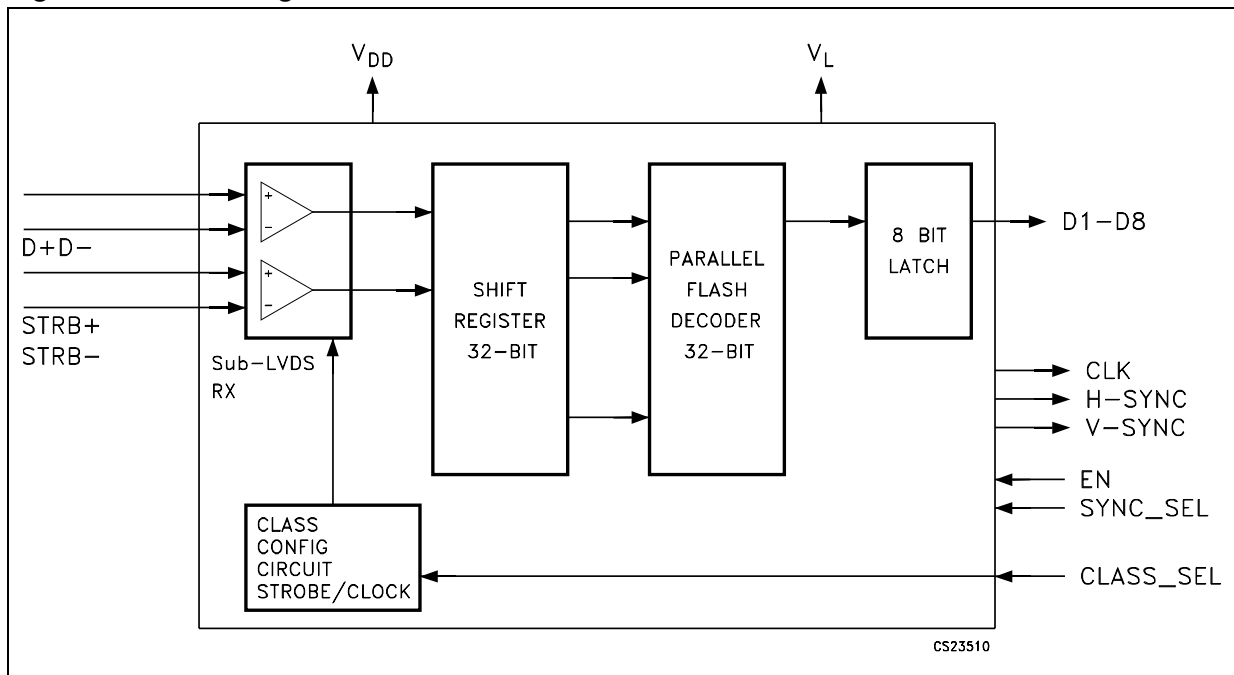 V_DD
V_L
+
-
+
-
D+D-
STRB+
STRB-
Sub-LVDS
RX
SHIFT
REGISTER
32-BIT
PARALLEL
FLASH
DECODER
32-BIT
8 BIT
LATCH
D1-D8
CLK
H-SYNC
V-SYNC
EN
SYNC_SEL
CLASS_SEL
CLASS
CONFIG
CIRCUIT
STROBE/CLOCK
CS23510